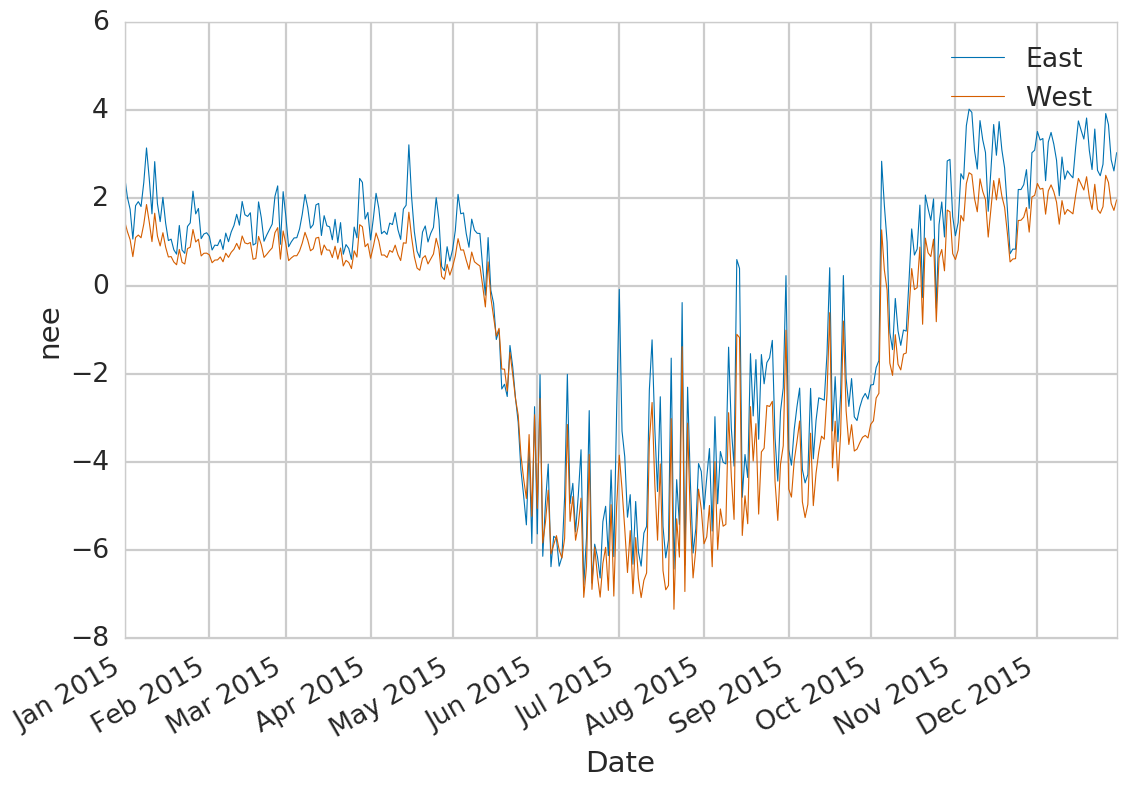 6
4
2
0
−2
−4
−6
−8
nee
East
West
Jan 2015
Feb 2015
Mar 2015
Apr 2015
May 2015
Jun 2015
Jul 2015
Aug 2015
Sep 2015
Oct 2015
Nov 2015
Dec 2015
Date